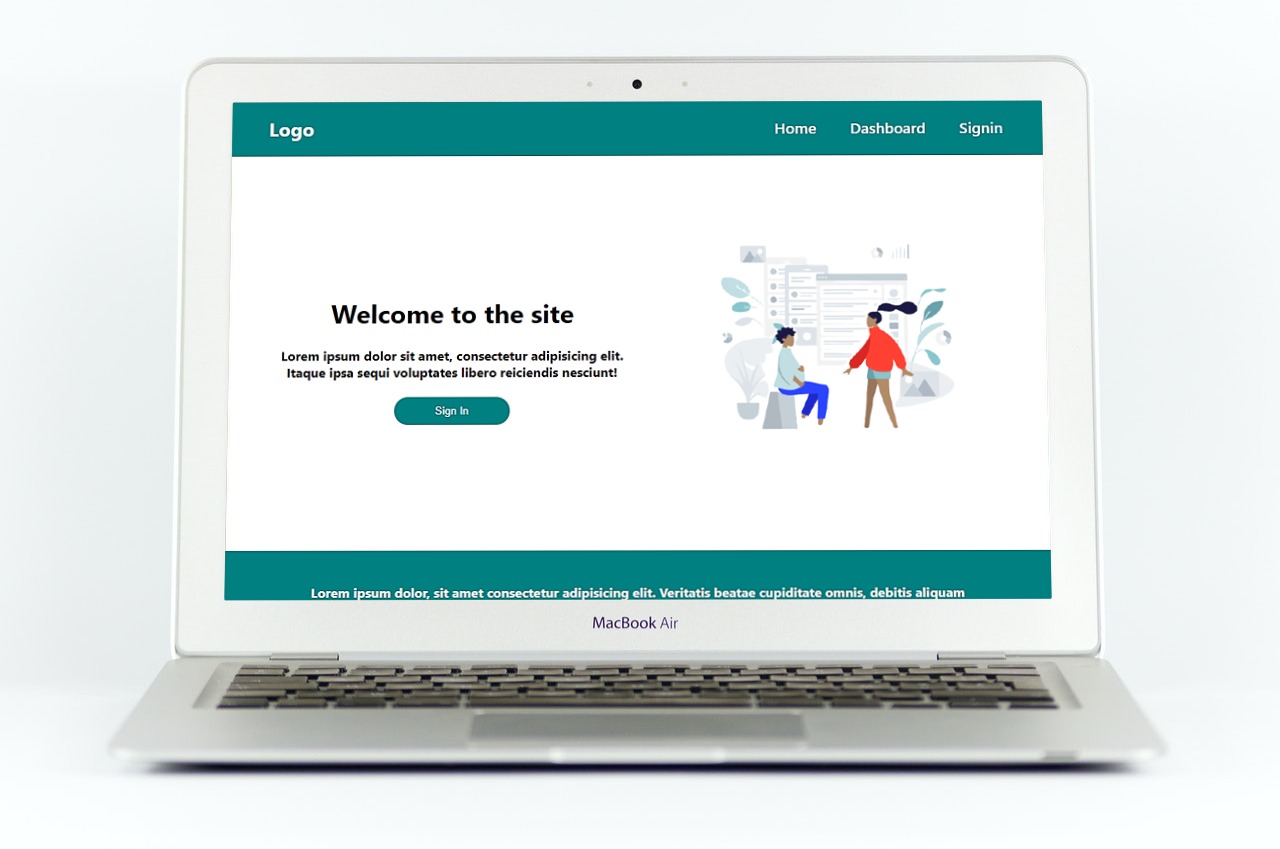 Logo
Home Dashboard Signin
Welcome to the site
Lorem ipsum dolor sit amet, consectetur adipisicing elit.
Itaque ipsa sequi voluptates libero reiciendis nesciunt!
Sign In
Lorem ipsum dolor, sit amet consectetur adipisicing elit. Veritatis beatae cupiditate omnis, debitis aliquam
MacBook Air